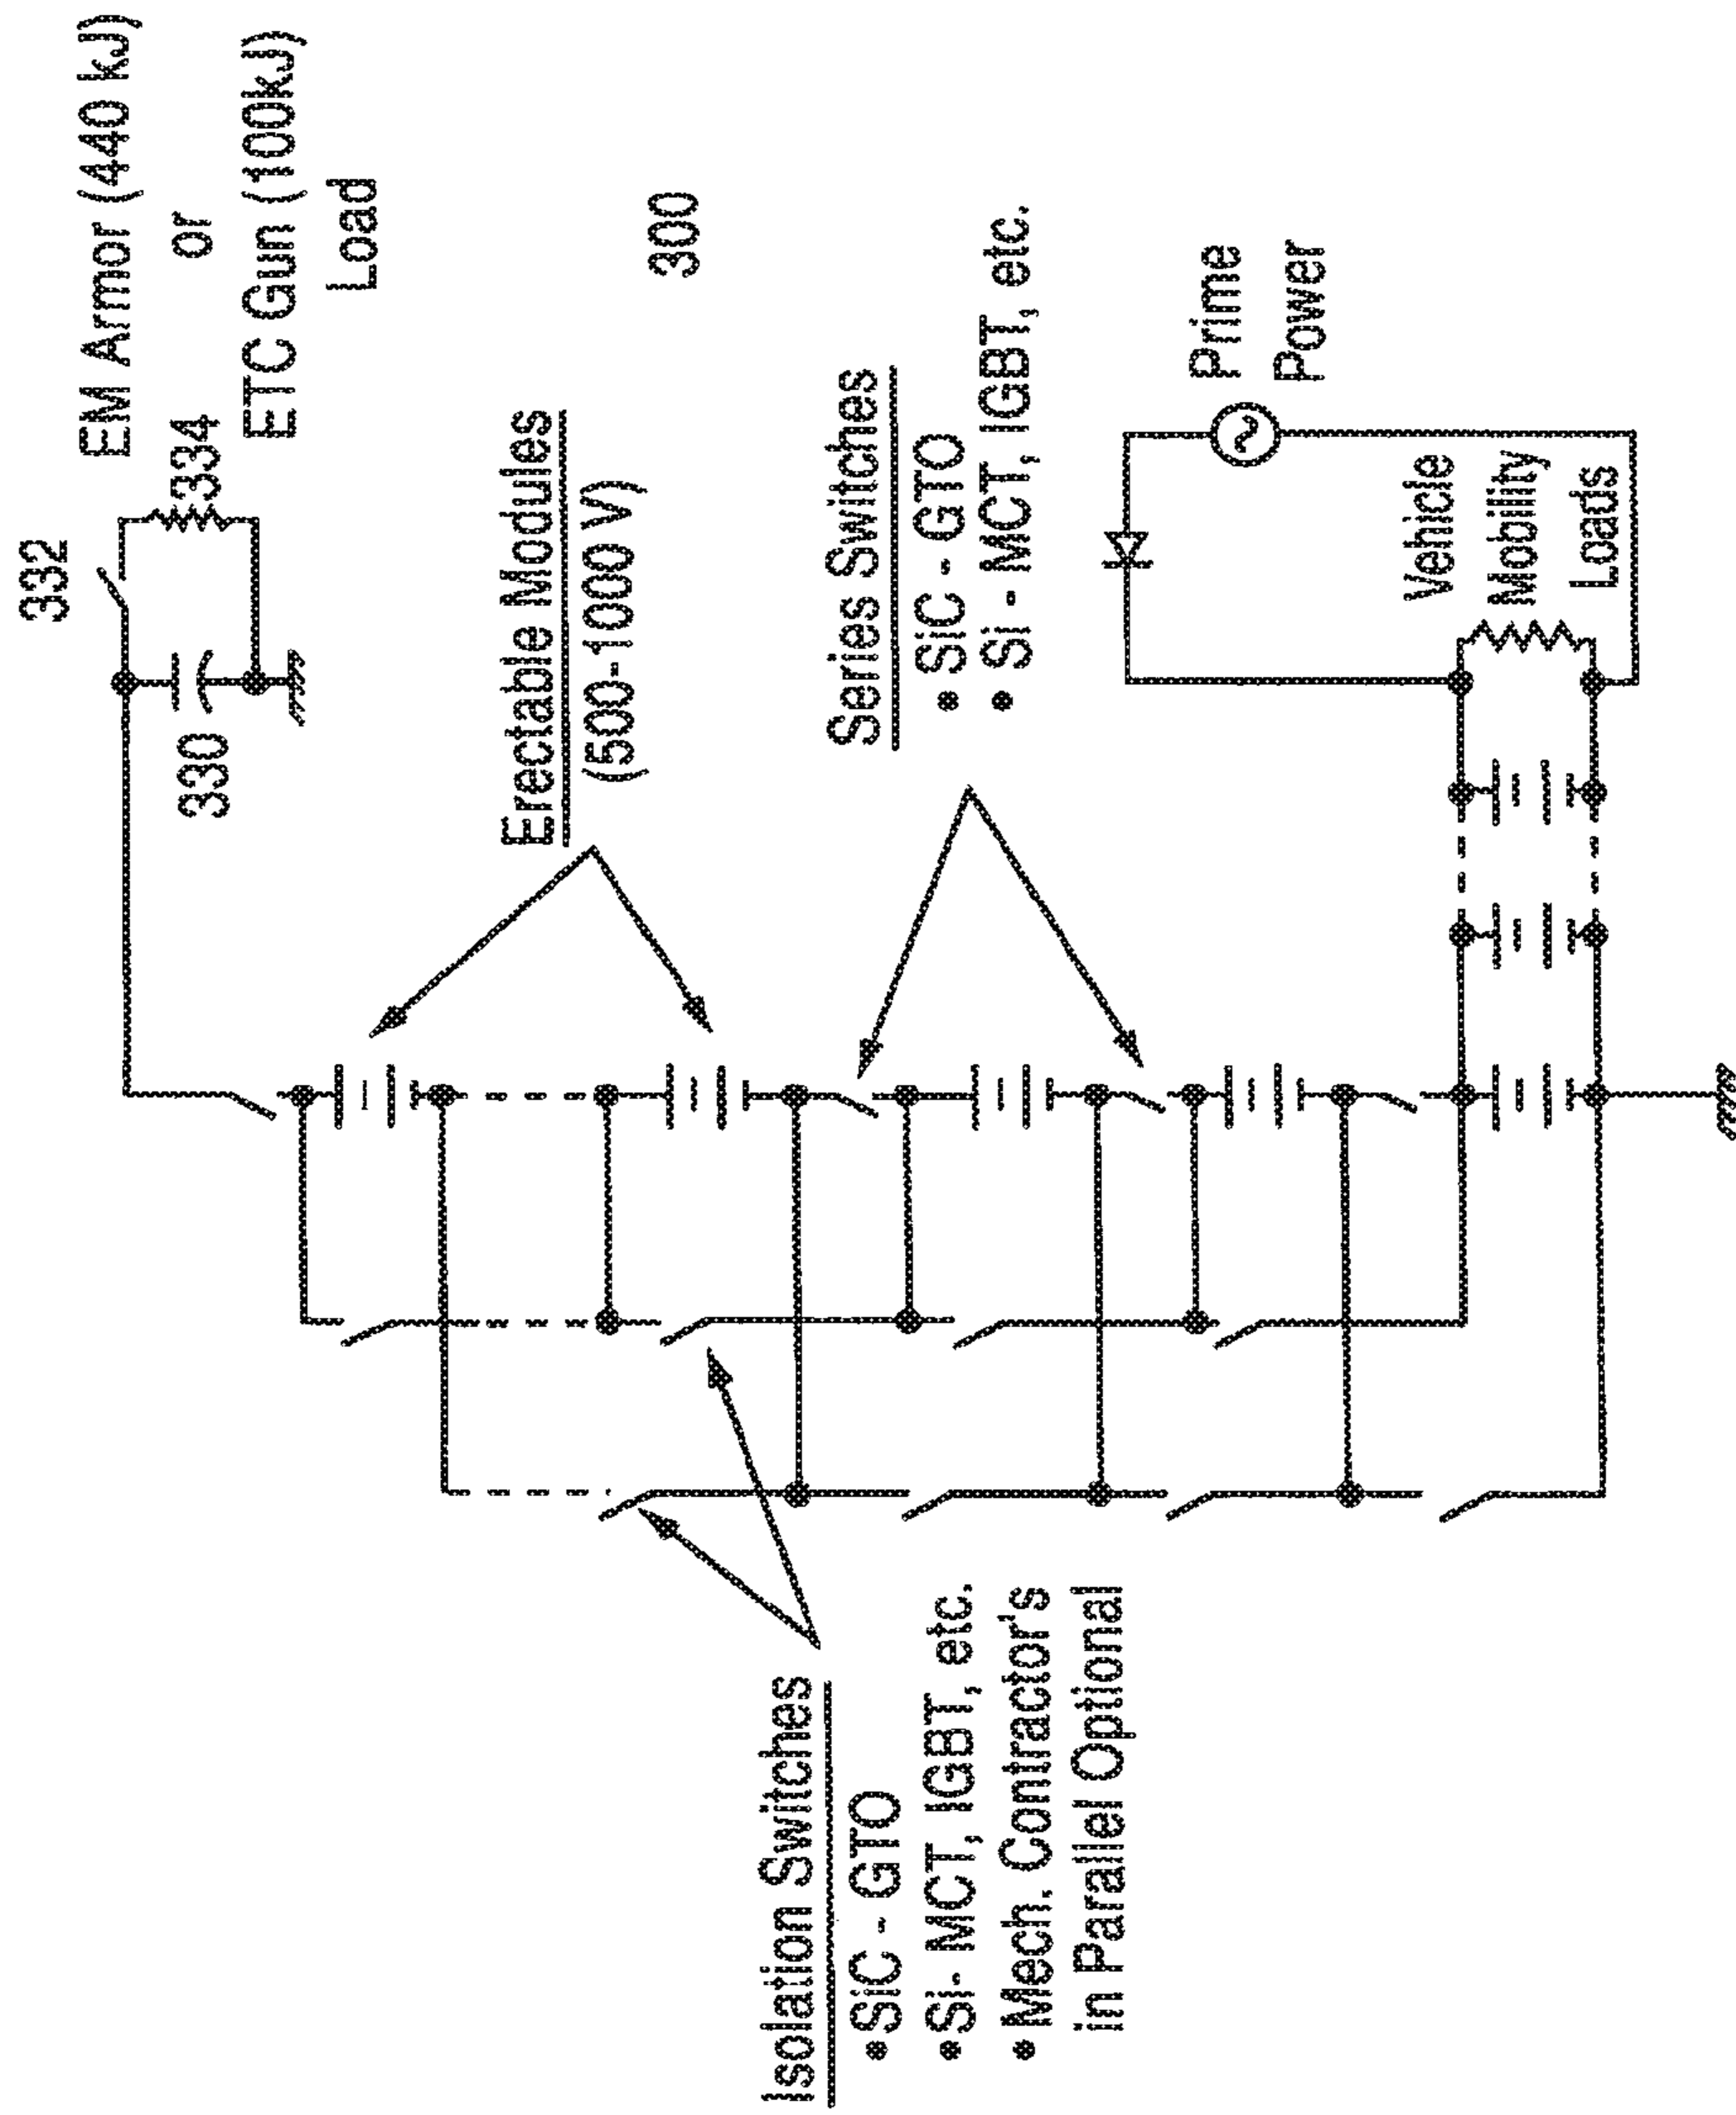 332
EM Armor (440 kJ)
or
ETC Gun (100kJ)
Load
334
330
300
Erectable Modules
(500-1000 V)
Series Switches
• SiC - GTO
• Si - MCT, IGBT, etc.
Prime
Power
Vehicle
Mobility
Loads
Isolation Switches
• SiC - GTO
• Si- MCT, IGBT, etc.
• Mech. Contractor's
in Parallel Optional